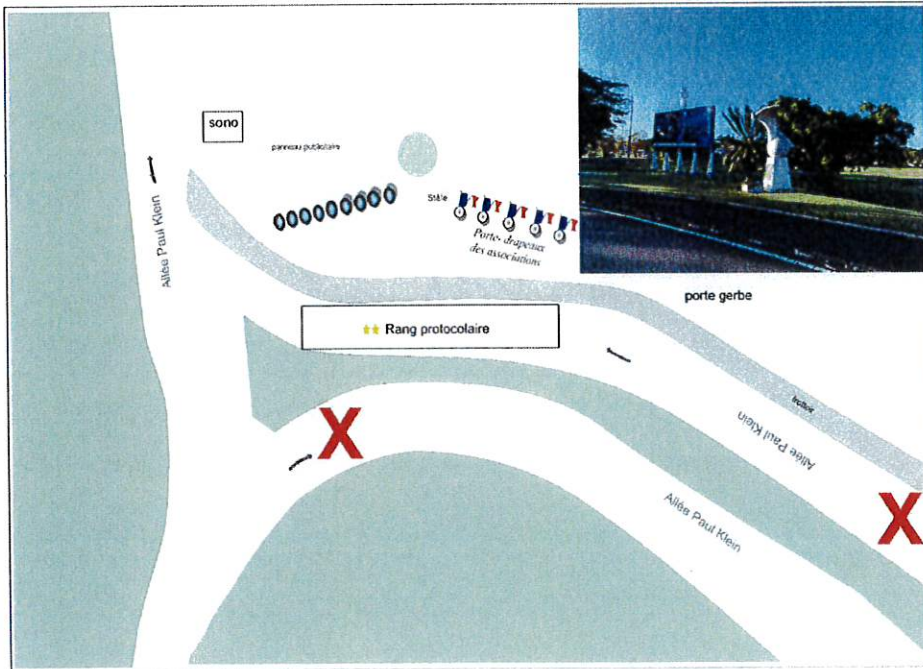 sono
panneau publicitaire
Stèle
Porte- drapeaux
des associations
Allée Paul Klein
porte gerbe
Rang protocolaire
trottoir
Allée Paul Klein
Allée Paul Klein
X
X